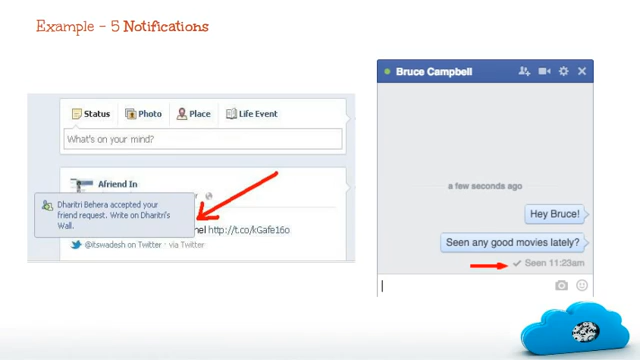 Example – 5 Notifications
Status
Photo
Place
Life Event
What's on your mind?
Afriend In
Dharitri Behera accepted your
friend request. Write on Dharitri's
Wall.
nel http://t.co/kGafe16o
@itswadesh on Twitter · via Twitter
Bruce Campbell
a few seconds ago
Hey Bruce!
Seen any good movies lately?
✓ Seen 11:23am